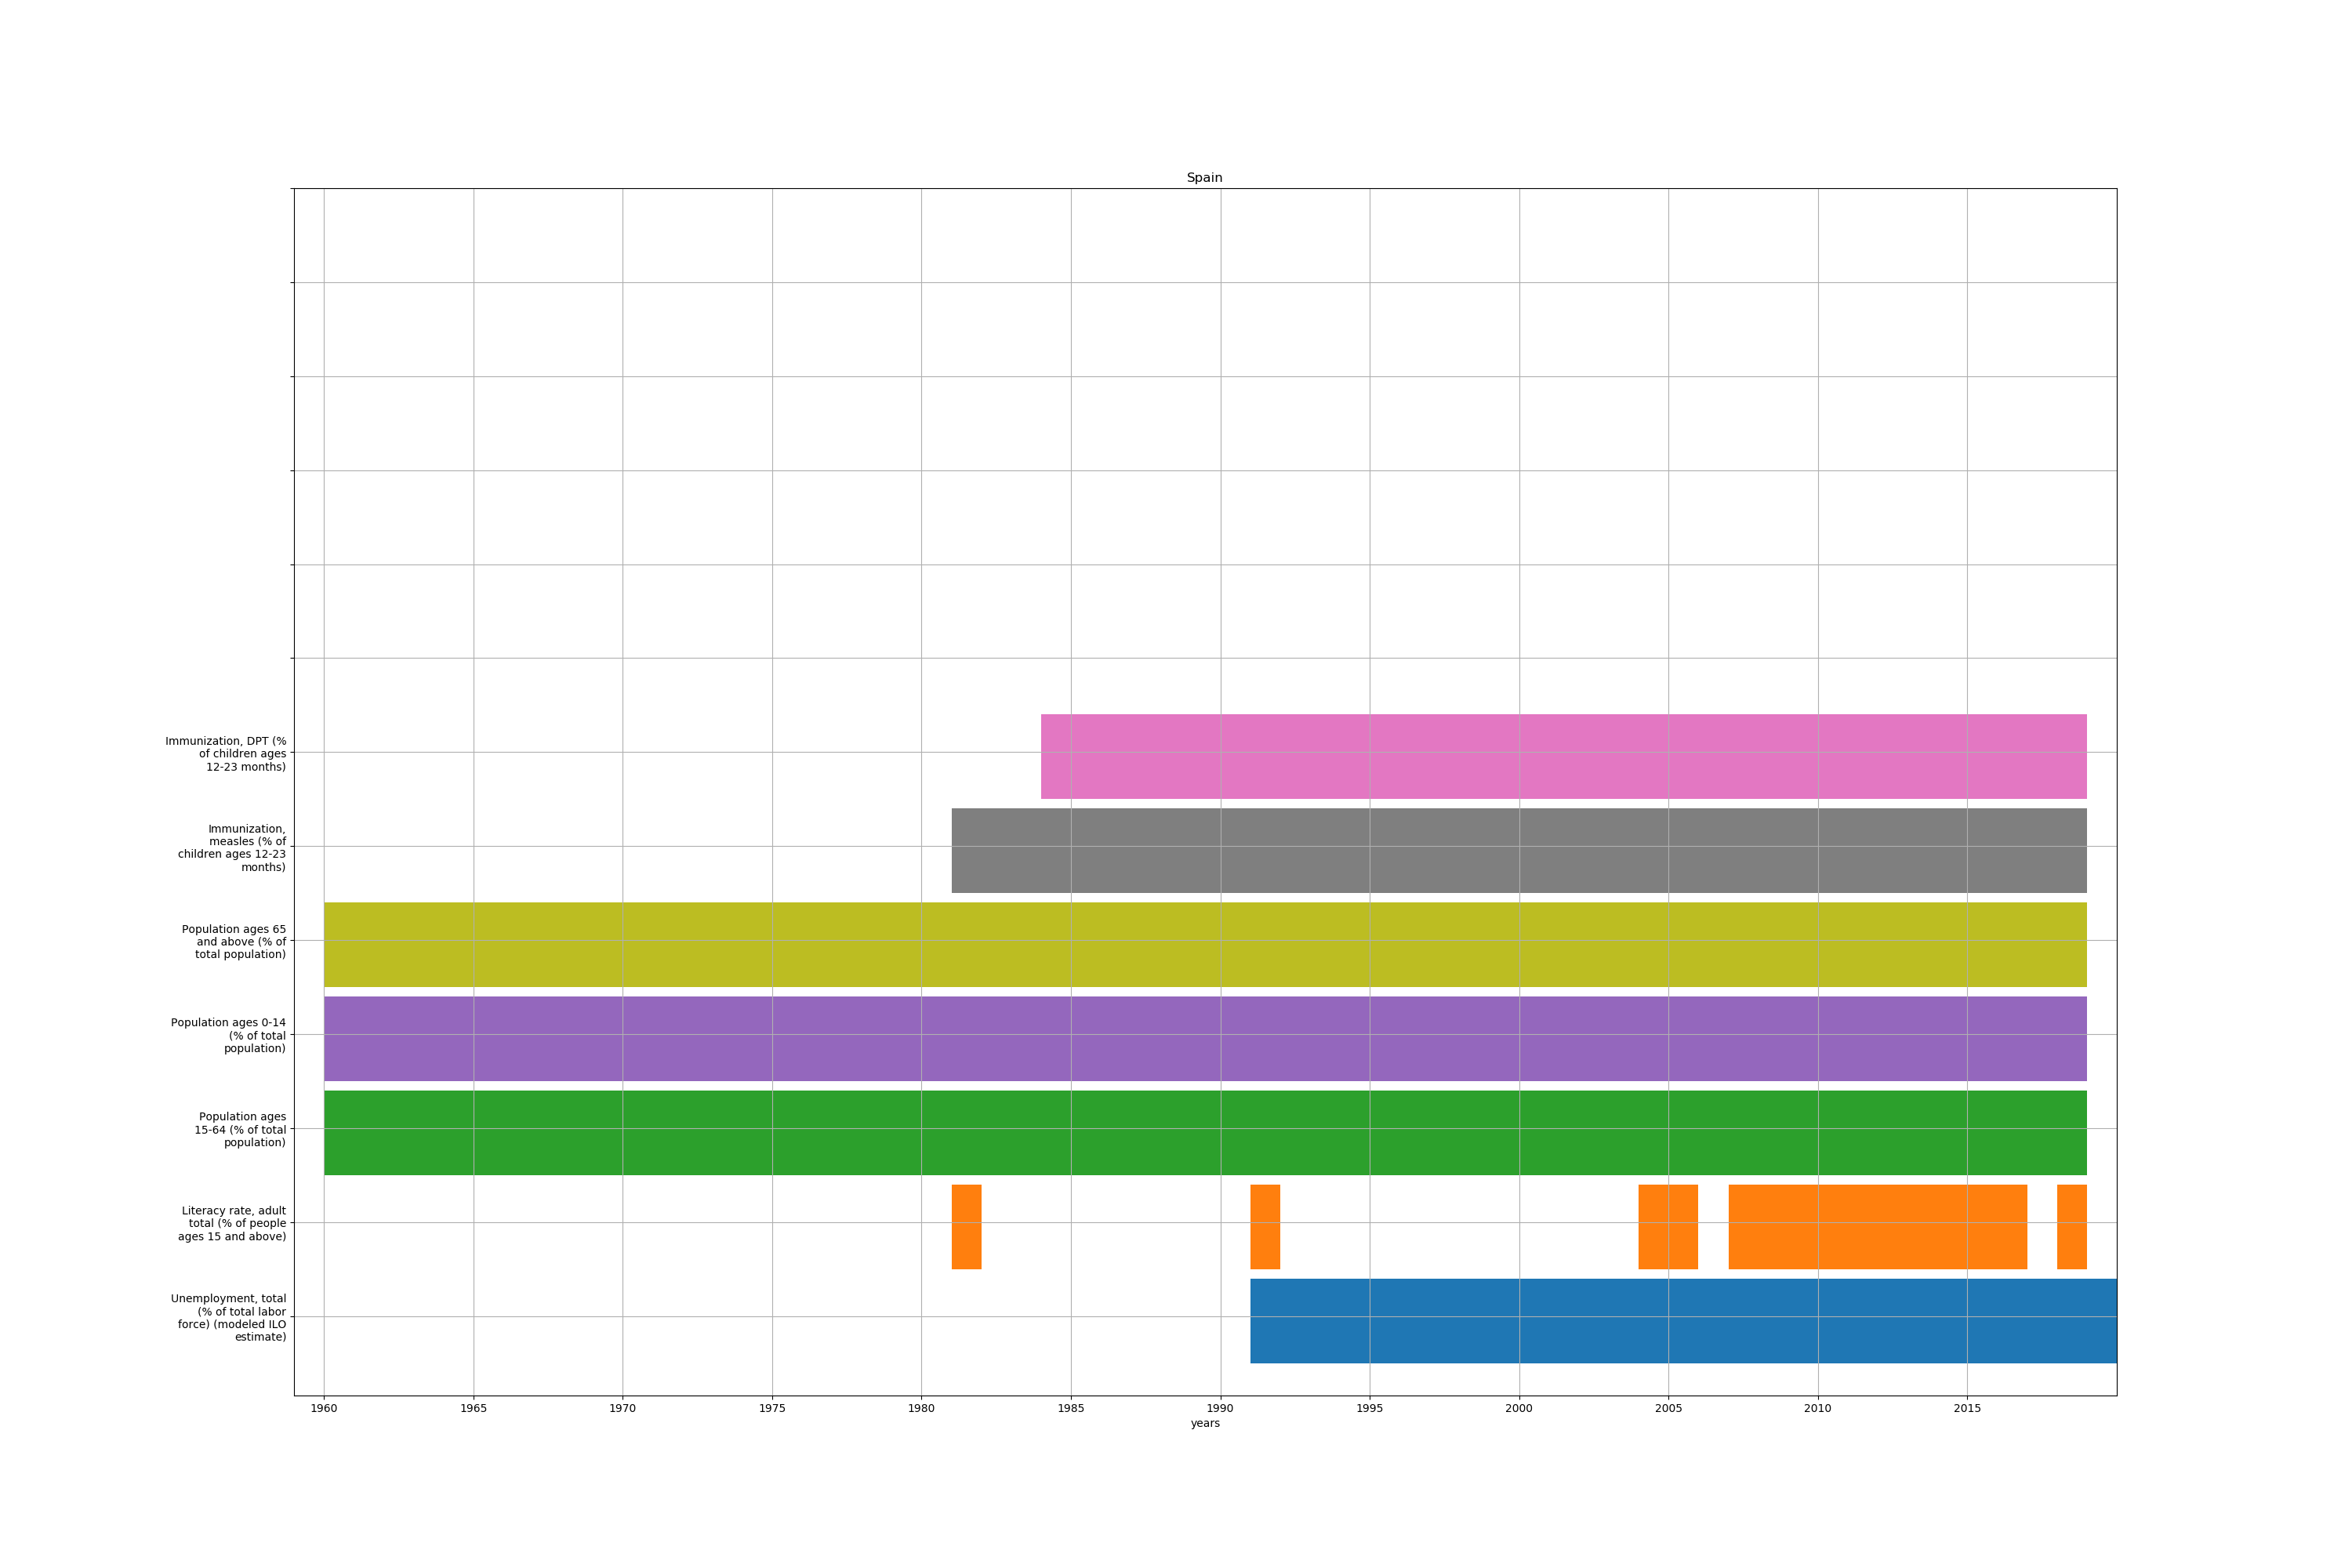 Spain
Immunization, DPT (%
of children ages
12-23 months)
Immunization,
measles (% of
children ages 12-23
months)
Population ages 65
and above (% of
total population)
Population ages 0-14
(% of total
population)
Population ages
15-64 (% of total
population)
Literacy rate, adult
total (% of people
ages 15 and above)
Unemployment, total
(% of total labor
force) (modeled ILO
estimate)
1960 1965 1970 1975 1980 1985 1990 1995 2000 2005 2010 2015
years